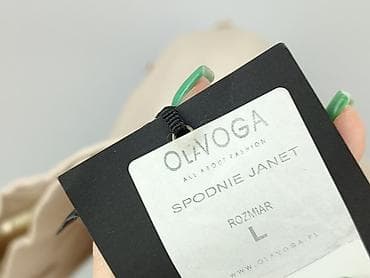 OLAVOGA
ALL ABOUT FASHION
SPODNIE JANET
ROZMIAR
L
WWW.OLAVOGA.PL